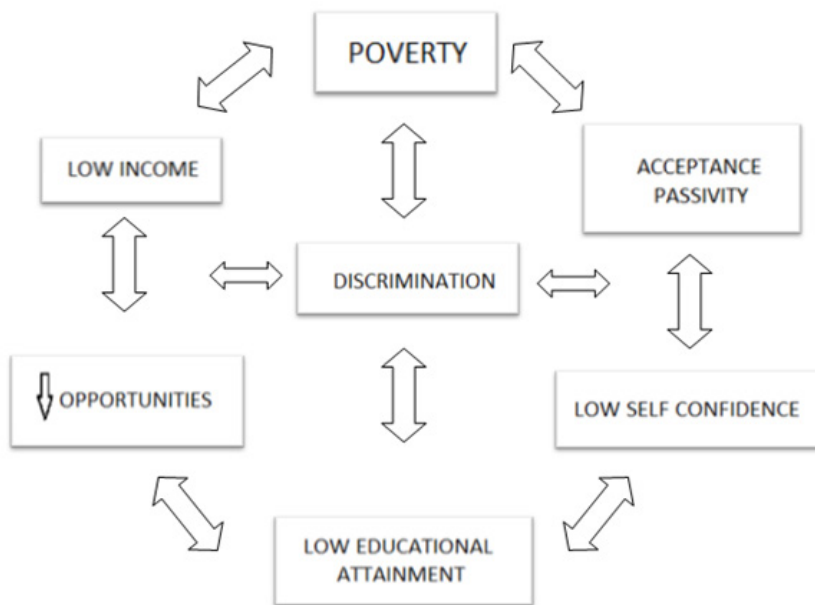 POVERTY
LOW INCOME
ACCEPTANCE
PASSIVITY
DISCRIMINATION
OPPORTUNITIES
LOW SELF CONFIDENCE
LOW EDUCATIONAL
ATTAINMENT